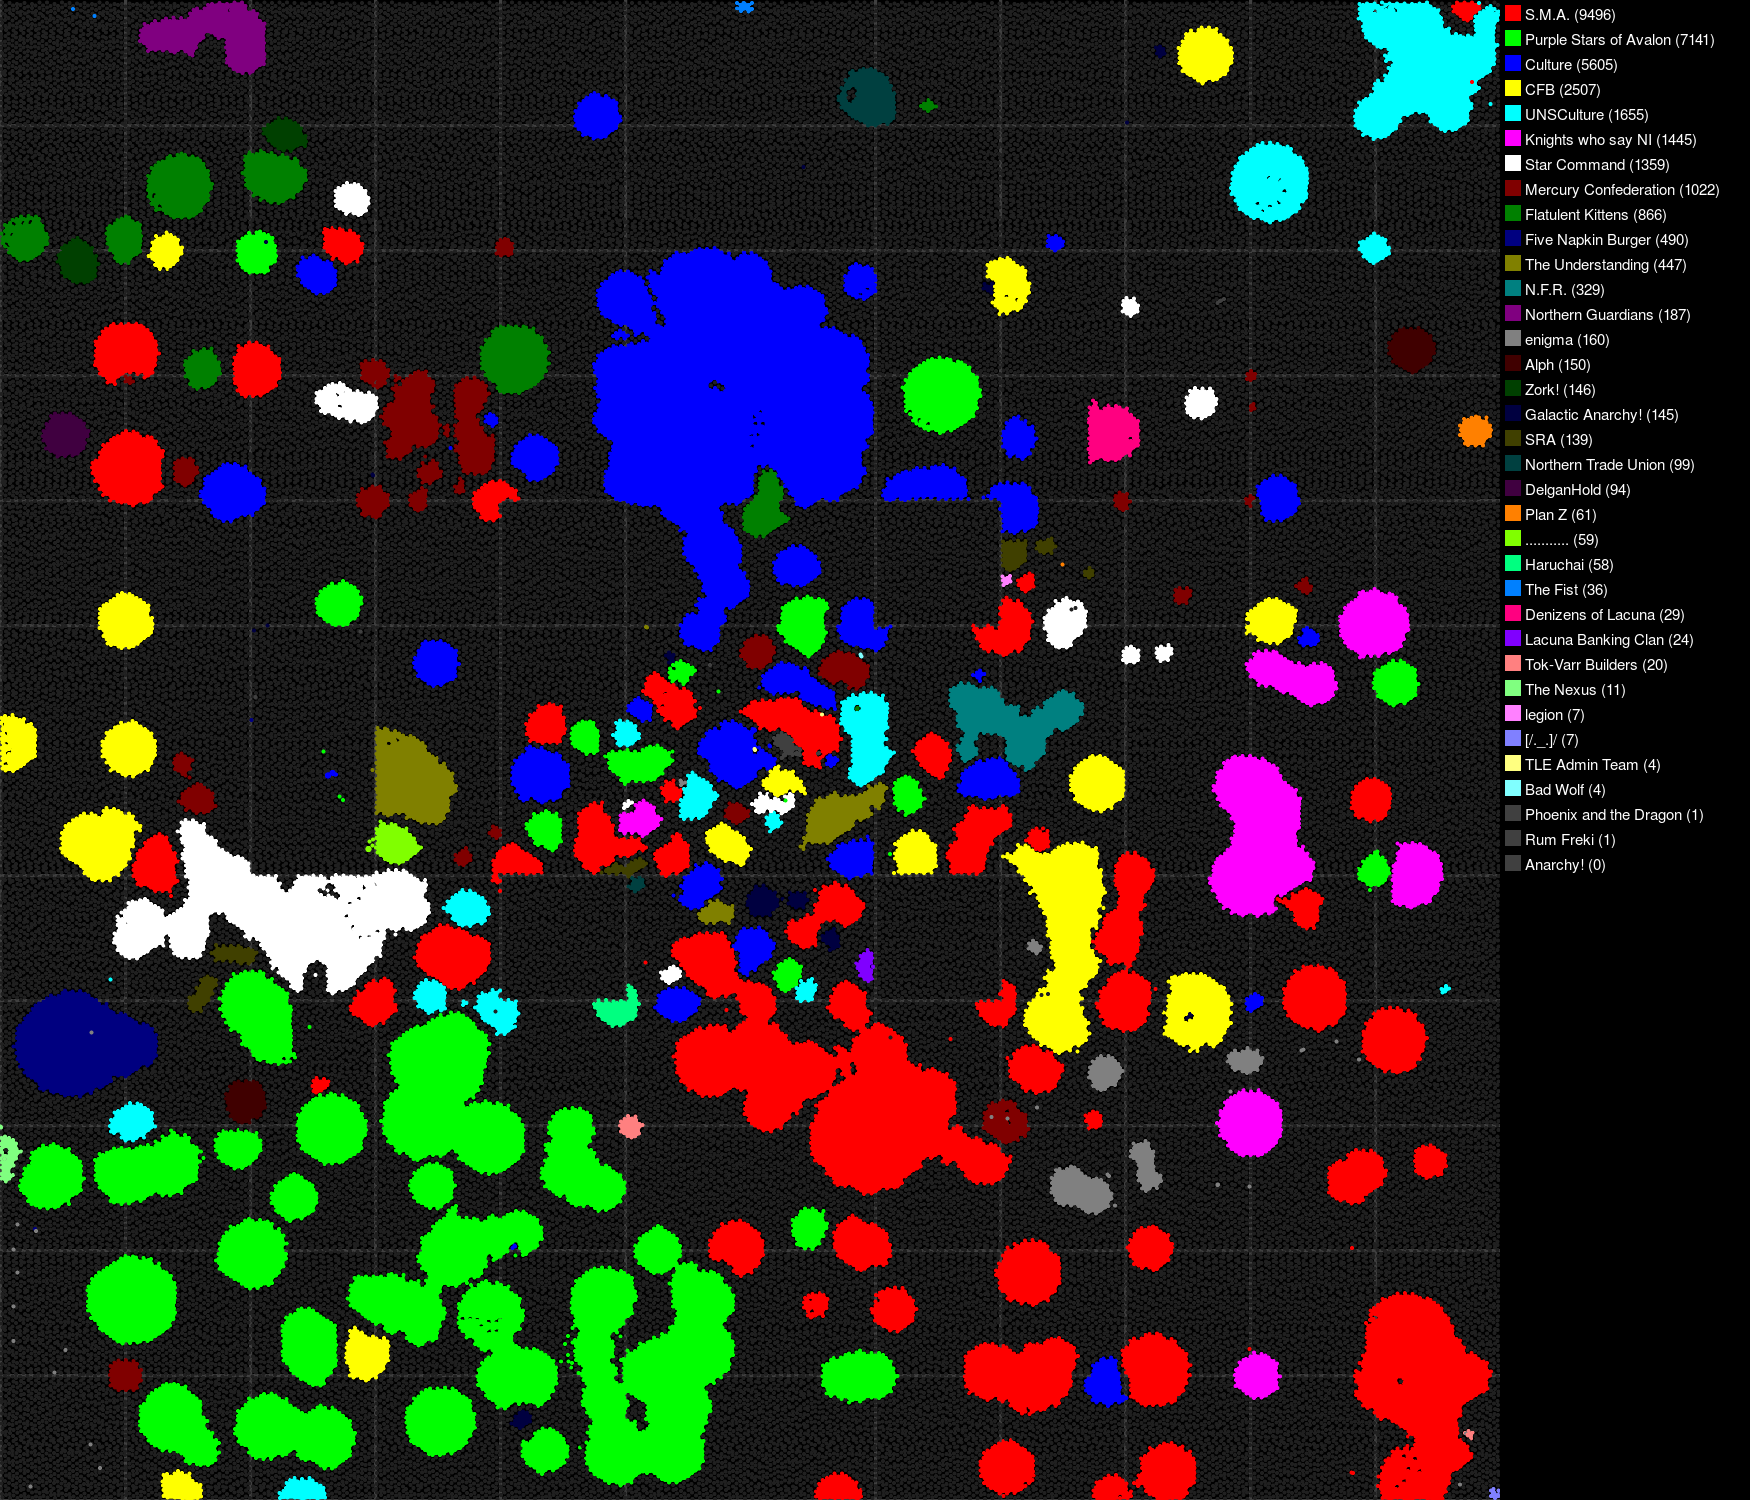 S.M.A. (9496)
Purple Stars of Avalon (7141)
Culture (5605)
CFB (2507)
UNSCulture (1655)
Knights who say NI (1445)
Star Command (1359)
Mercury Confederation (1022)
Flatulent Kittens (866)
Five Napkin Burger (490)
The Understanding (447)
N.F.R. (329)
Northern Guardians (187)
enigma (160)
Alph (150)
Zork! (146)
Galactic Anarchy! (145)
SRA (139)
Northern Trade Union (99)
DelganHold (94)
Plan Z (61)
........... (59)
Haruchai (58)
The Fist (36)
Denizens of Lacuna (29)
Lacuna Banking Clan (24)
Tok-Varr Builders (20)
The Nexus (11)
legion (7)
[/._.]/ (7)
TLE Admin Team (4)
Bad Wolf (4)
Phoenix and the Dragon (1)
Rum Freki (1)
Anarchy! (0)